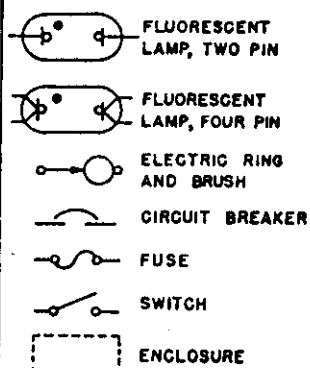 FLUORESCENT
LAMP, TWO PIN
FLUORESCENT
LAMP, FOUR PIN
ELECTRIC RING
AND BRUSH
CIRCUIT BREAKER
FUSE
SWITCH
ENCLOSURE